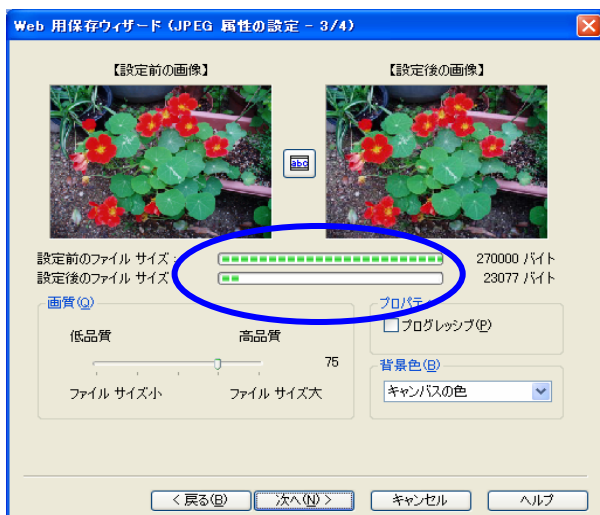 Web 用保存ウィザード (JPEG 属性の設定 - 3/4)
【設定前の画像】 【設定後の画像】
abc
設定前のファイル サイズ : 270000 バイト
設定後のファイル サイズ 23077 バイト
画質(Q)
低品質 高品質
75
ファイル サイズ小 ファイル サイズ大
プロパティ
プログレッシブ(P)
背景色(B)
キャンバスの色
< 戻る(B) 次へ(N) > キャンセル ヘルプ